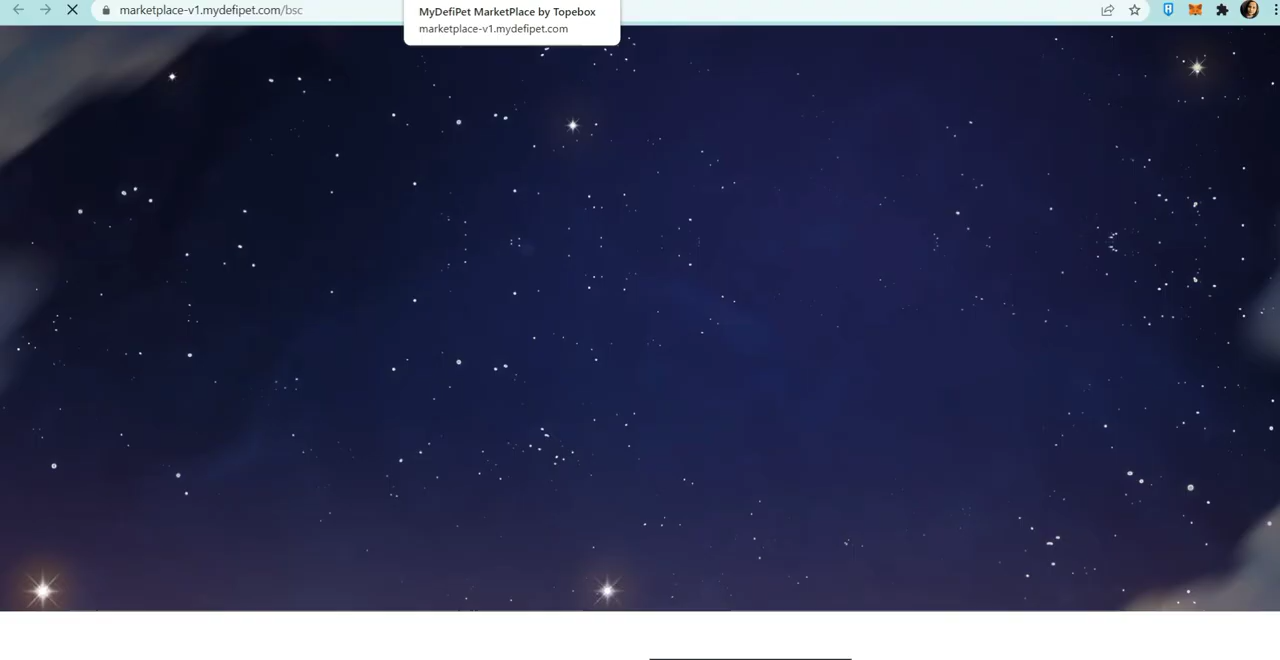 marketplace-v1.mydefipet.com/bsc
MyDefiPet MarketPlace by Topebox
marketplace-v1.mydefipet.com